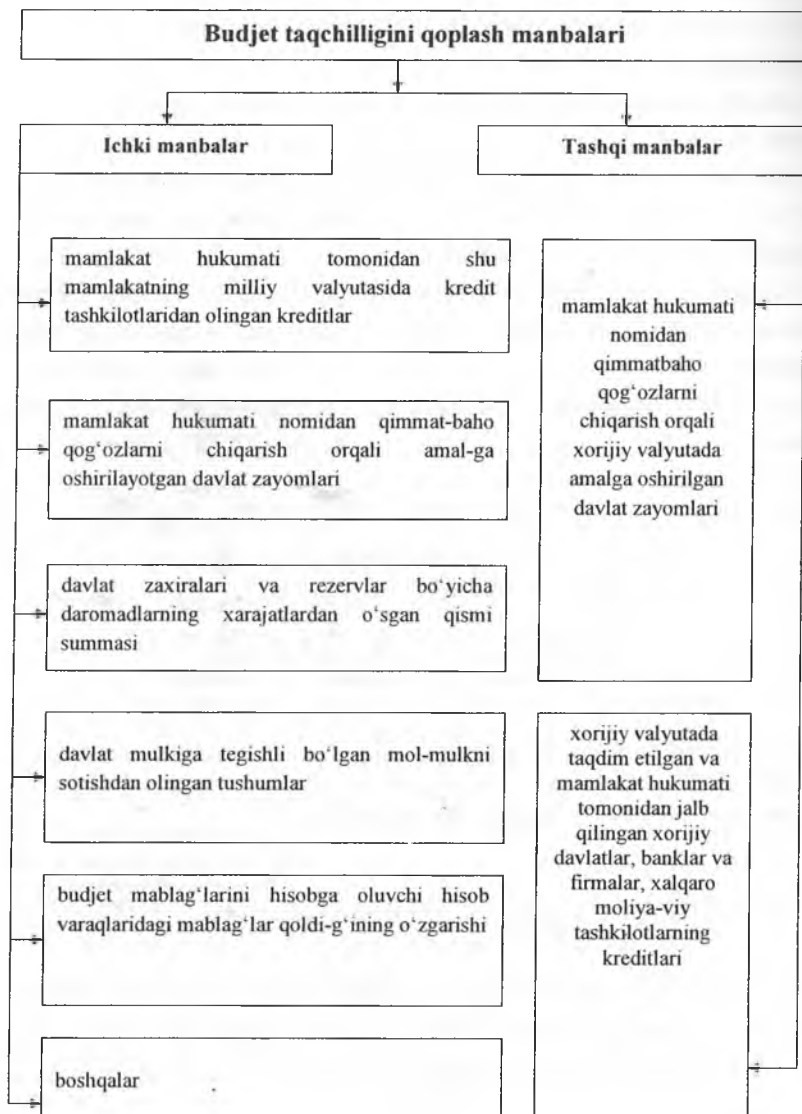 Budjet taqchilligini qoplash manbalari
Ichki manbalar
Tashqi manbalar
mamlakat hukumati tomonidan shu
mamlakatning milliy valyutasida kredit
tashkilotlaridan olingan kreditlar
mamlakat hukumati nomidan qimmat-baho
qog‘ozlarni chiqarish orqali amal-ga
oshirilayotgan davlat zayomlari
davlat zaxiralari va rezervlar bo‘yicha
daromadlarning xarajatlardan o‘sgan qismi
summasi
davlat mulkiga tegishli bo‘lgan mol-mulkni
sotishdan olingan tushumlar
budjet mablag‘larini hisobga oluvchi hisob
varaqlaridagi mablag‘lar qoldi-g‘ining o‘zgarishi
boshqalar
mamlakat hukumati
nomidan
qimmatbaho
qog‘ozlarni
chiqarish orqali
xorijiy valyutada
amalga oshirilgan
davlat zayomlari
xorijiy valyutada
taqdim etilgan va
mamlakat hukumati
tomonidan jalb
qilingan xorijiy
davlatlar, banklar va
firmalar, xalqaro
moliya-viy
tashkilotlarning
kreditlari